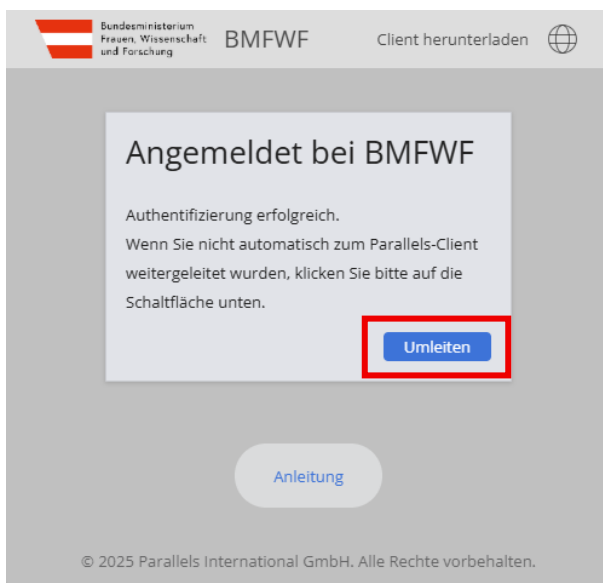 Bundesministerium
Frauen, Wissenschaft
und Forschung
BMFWF
Client herunterladen
Angemeldet bei BMFWF
Authentifizierung erfolgreich.
Wenn Sie nicht automatisch zum Parallels-Client
weitergeleitet wurden, klicken Sie bitte auf die
Schaltfläche unten.
Umleiten
Anleitung
© 2025 Parallels International GmbH. Alle Rechte vorbehalten.